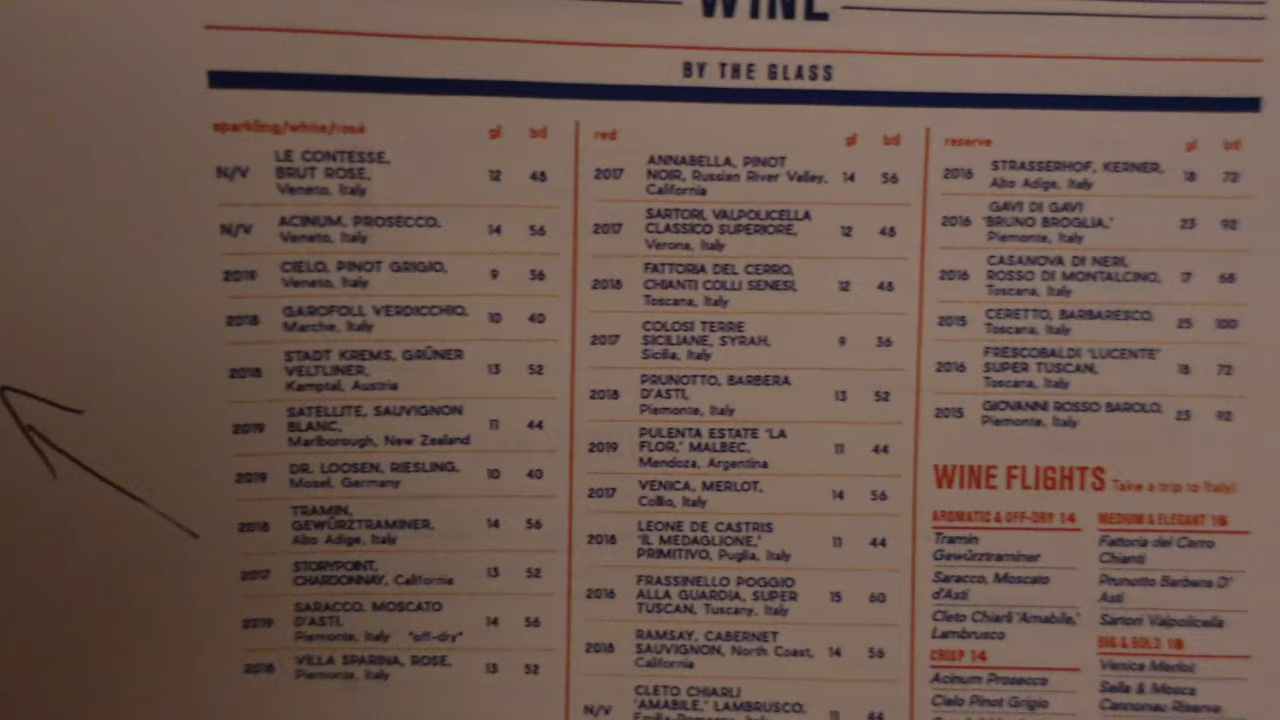 WINE
BY THE GLASS
sparkling/white/rosé gl btl
N/V LE CONTESSE, BRUT ROSE, Veneto, Italy 12 48
N/V ACINUM, PROSECCO, Veneto, Italy 14 56
2019 CIELO, PINOT GRIGIO, Veneto, Italy 9 36
2018 GAROFOLI, VERDICCHIO, Marche, Italy 10 40
2018 STADT KREMS, GRÜNER VELTLINER, Kamptal, Austria 13 52
2019 SATELLITE, SAUVIGNON BLANC, Marlborough, New Zealand 11 44
2019 DR. LOOSEN, RIESLING, Mosel, Germany 10 40
2018 TRAMIN, GEWÜRZTRAMINER, Alto Adige, Italy 14 56
2017 STORYPOINT, CHARDONNAY, California 13 52
2019 SARACCO, MOSCATO D'ASTI, Piemonte, Italy "off-dry" 14 56
2018 VILLA SPARINA, ROSE, Piemonte, Italy 13 52
red gl btl
2017 ANNABELLA, PINOT NOIR, Russian River Valley, California 14 56
2017 SARTORI, VALPOLICELLA CLASSICO SUPERIORE, Verona, Italy 12 48
2018 FATTORIA DEL CERRO, CHIANTI COLLI SENESI, Toscana, Italy 12 48
2017 COLOSI TERRE SICILIANE, SYRAH, Sicilia, Italy 9 36
2018 PRUNOTTO, BARBERA D'ASTI, Piemonte, Italy 13 52
2019 PULENTA ESTATE "LA FLOR," MALBEC, Mendoza, Argentina 11 44
2017 VENICA, MERLOT, Collio, Italy 14 56
2018 LEONE DE CASTRIS "IL MEDAGLIONE," PRIMITIVO, Puglia, Italy 11 44
2016 FRASSINELLO POGGIO ALLA GUARDIA, SUPER TUSCAN, Tuscany, Italy 15 60
2018 RAMSAY, CABERNET SAUVIGNON, North Coast, California 14 56
N/V CLETO CHIARLI "AMABILE," LAMBRUSCO, Emilia-Romagna, Italy 11 44
reserve gl btl
2016 STRASSERHOF, KERNER, Alto Adige, Italy 18 72
2016 GAVI DI GAVI "BRUNO BROGLIA," Piemonte, Italy 23 92
2016 CASANOVA DI NERI, ROSSO DI MONTALCINO, Toscana, Italy 17 68
2015 CERETTO, BARBARESCO, Toscana, Italy 25 100
2016 FRESCOBALDI "LUCENTE" SUPER TUSCAN, Toscana, Italy 18 72
2015 GIOVANNI ROSSO BAROLO, Piemonte, Italy 23 92
WINE FLIGHTS Take a trip to Italy!
AROMATIC & OFF-DRY 14
Tramin Gewürztraminer
Saracco, Moscato d'Asti
Cleto Chiarli "Amabile," Lambrusco
CRISP 14
Acinum Prosecco
Cielo Pinot Grigio
MEDIUM & ELEGANT 16
Fattoria del Carro Chianti
Prunotto Barbera D' Asti
Sartori Valpolicella
BIG & BOLD 18
Venica Merlot
Sella & Mosca Cannonau Riserva